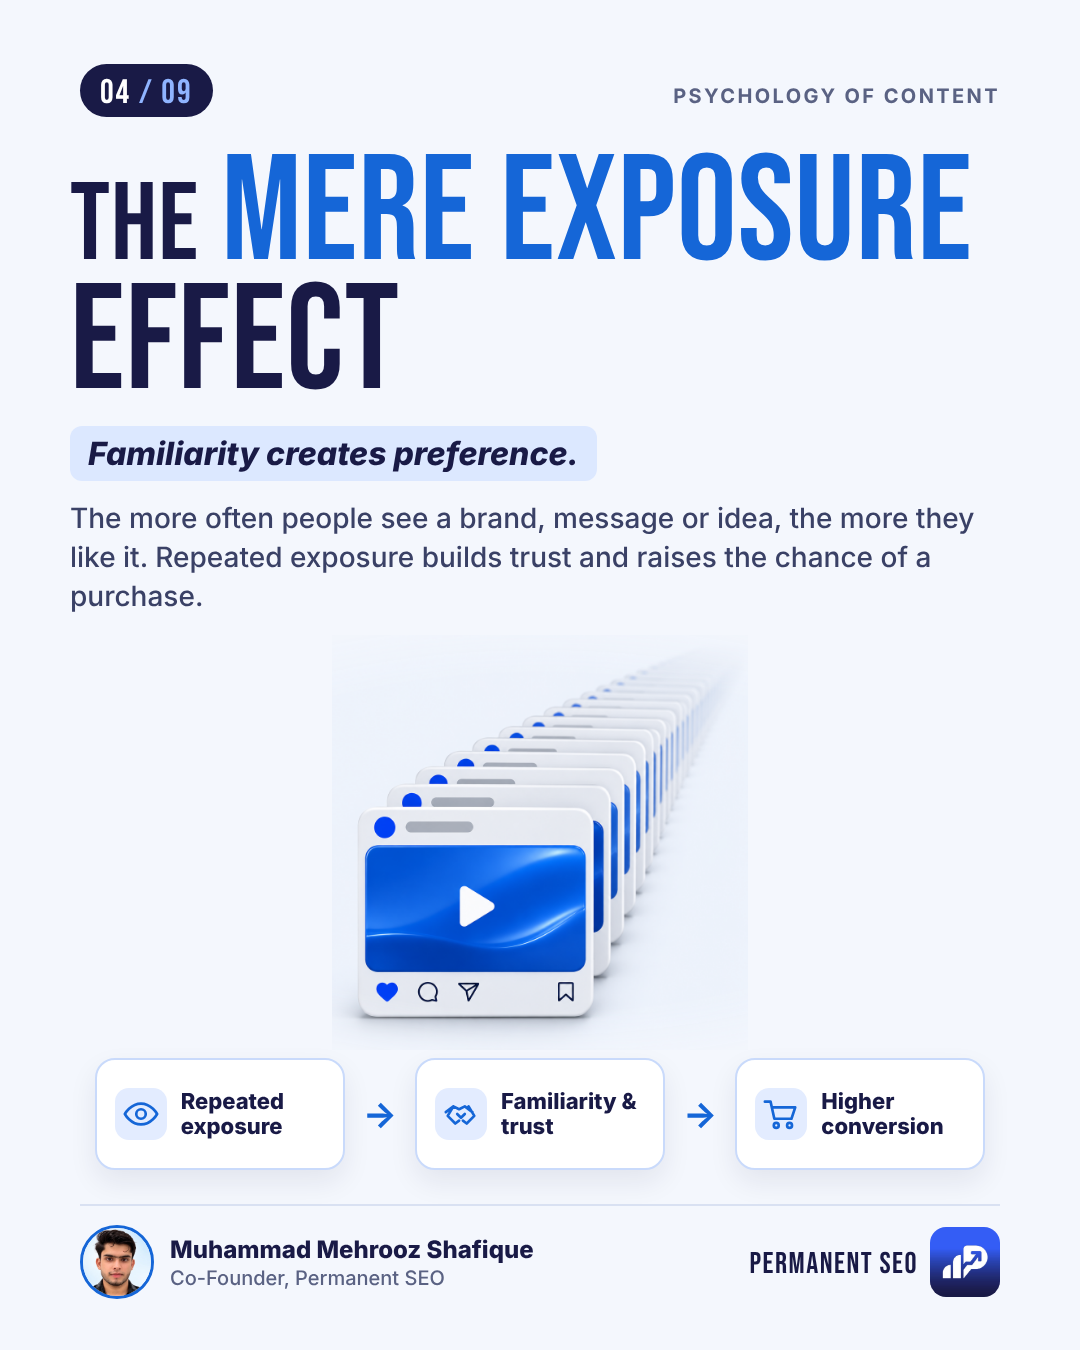 04 / 09
PSYCHOLOGY OF CONTENT
THE MERE EXPOSURE
EFFECT
Familiarity creates preference.
The more often people see a brand, message or idea, the more they
like it. Repeated exposure builds trust and raises the chance of a
purchase.
Repeated
exposure
Familiarity &
trust
Higher
conversion
Muhammad Mehrooz Shafique
Co-Founder, Permanent SEO
PERMANENT SEO